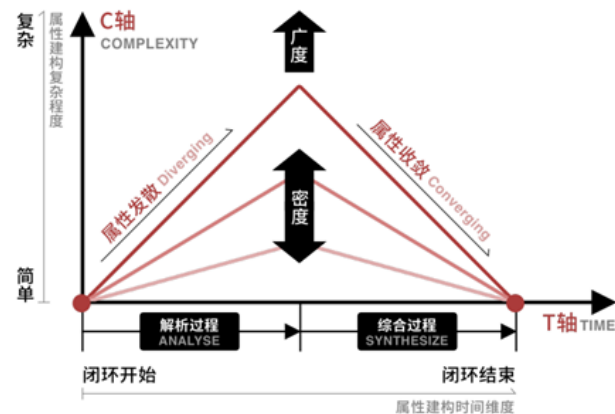 复杂
属性建构复杂程度
简单
C轴
COMPLEXITY
广度
属性发散 Diverging
属性收敛 Converging
密度
T轴 TIME
解析过程
ANALYSE
综合过程
SYNTHESIZE
闭环开始
闭环结束
属性建构时间维度